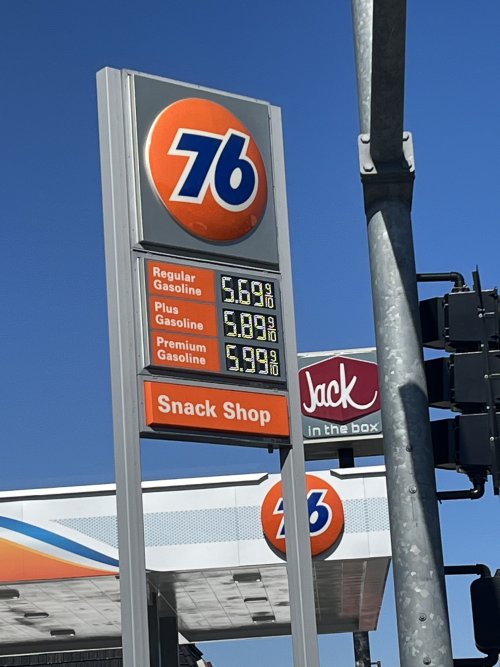 76
Regular
Gasoline
5.69 9/10
Plus
Gasoline
5.89 9/10
Premium
Gasoline
5.99 9/10
Snack Shop
Jack
in the box
76